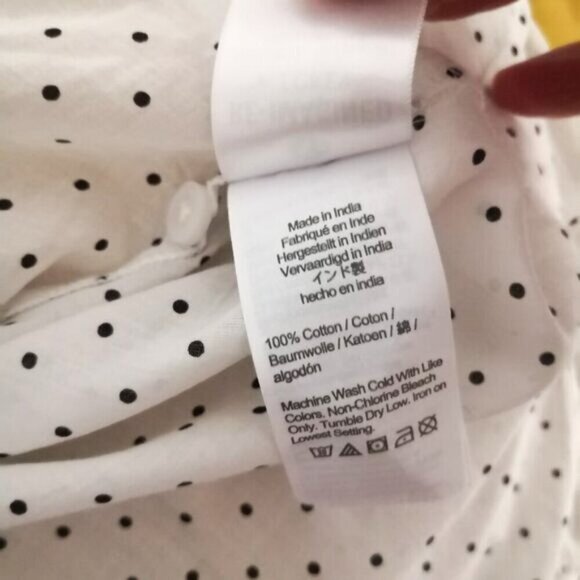 Made in India
Fabriqué en Inde
Hergestellt in Indien
Vervaardigd in India
インド製
hecho en india
100% Cotton / Coton /
Baumwolle / Katoen / 綿 /
algodón
Machine Wash Cold With Like
Colors. Non-Chlorine Bleach
Only. Tumble Dry Low. Iron on
Lowest Setting.